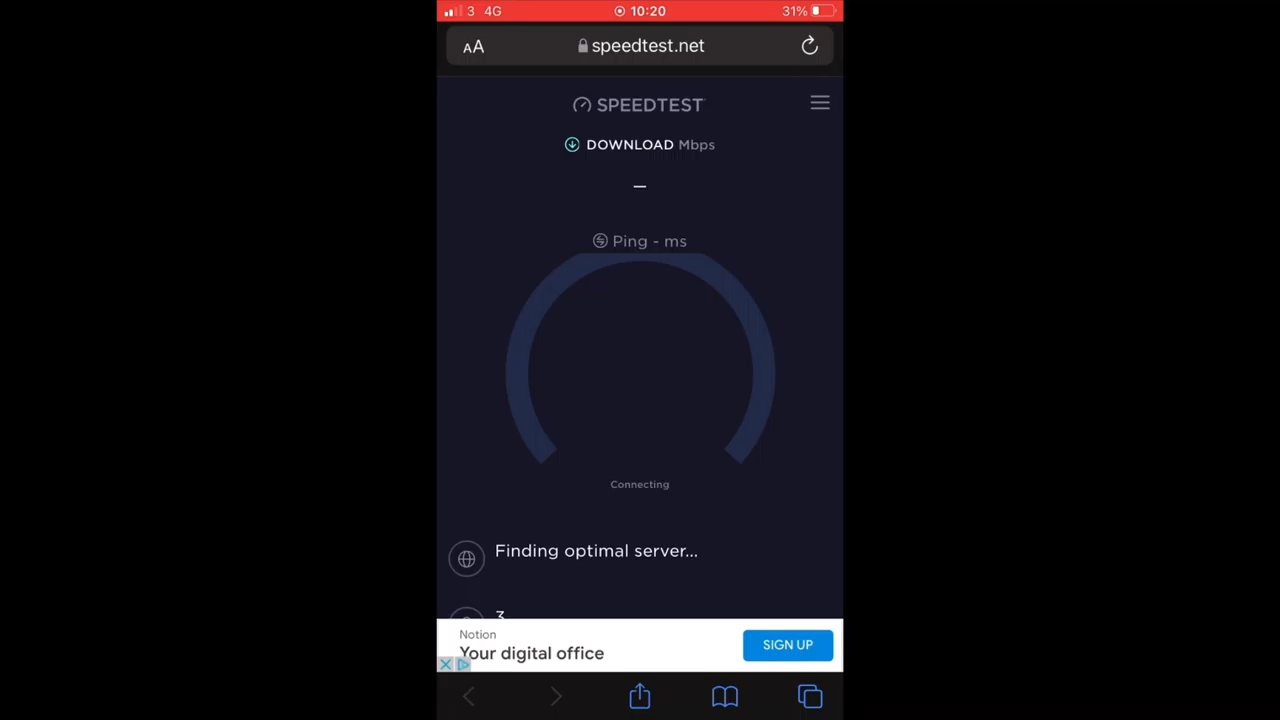 3 4G 10:20 31%
AA speedtest.net
SPEEDTEST
DOWNLOAD Mbps
–
Ping - ms
Connecting
Finding optimal server...
3
Notion
Your digital office
SIGN UP